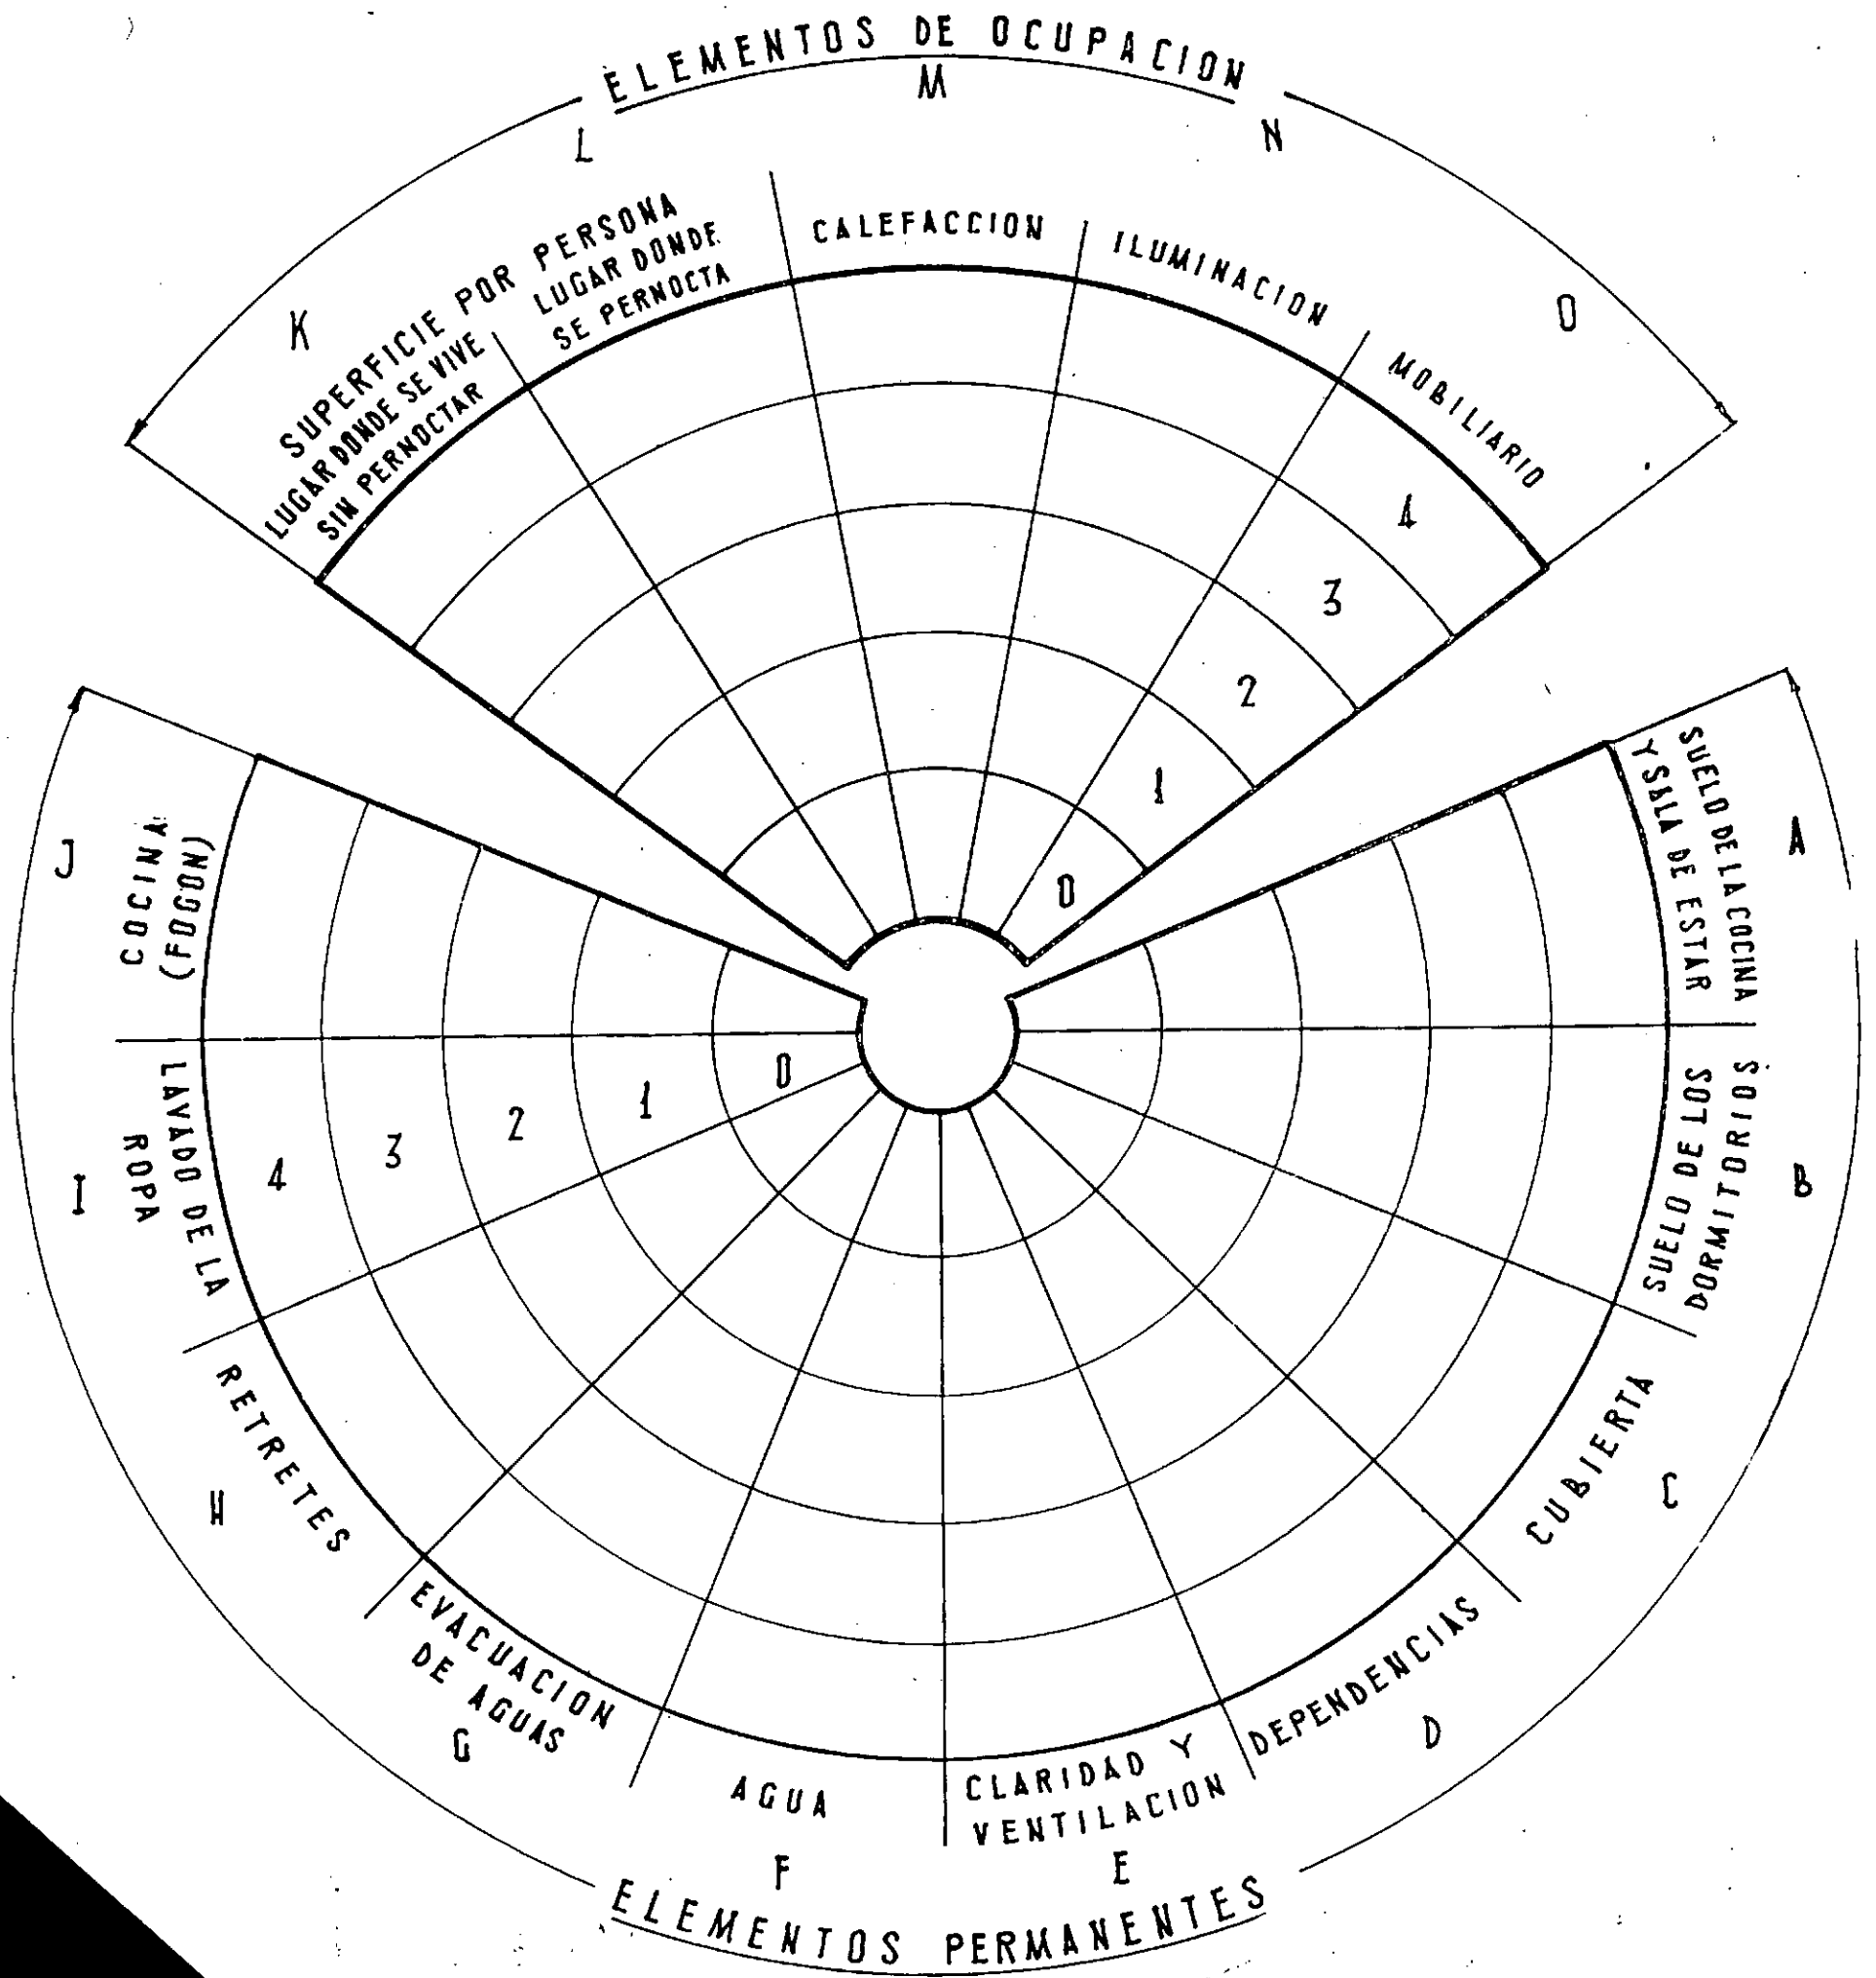 ELEMENTOS DE OCUPACION
K
L
M
N
O
SUPERFICIE POR PERSONA
LUGAR DONDE SE VIVE
SIN PERNOCTAR
LUGAR DONDE
SE PERNOCTA
CALEFACCION
ILUMINACION
MOBILIARIO
4
3
2
1
0
A
SUELO DE LA COCINA
Y SALA DE ESTAR
B
SUELO DE LOS
DORMITORIOS
C
CUBIERTA
D
DEPENDENCIAS
E
CLARIDAD Y
VENTILACION
F
AGUA
G
EVACUACION
DE AGUAS
H
RETRETES
I
LAVADO DE LA
ROPA
J
COCINA
(FOGON)
4
3
2
1
0
ELEMENTOS PERMANENTES